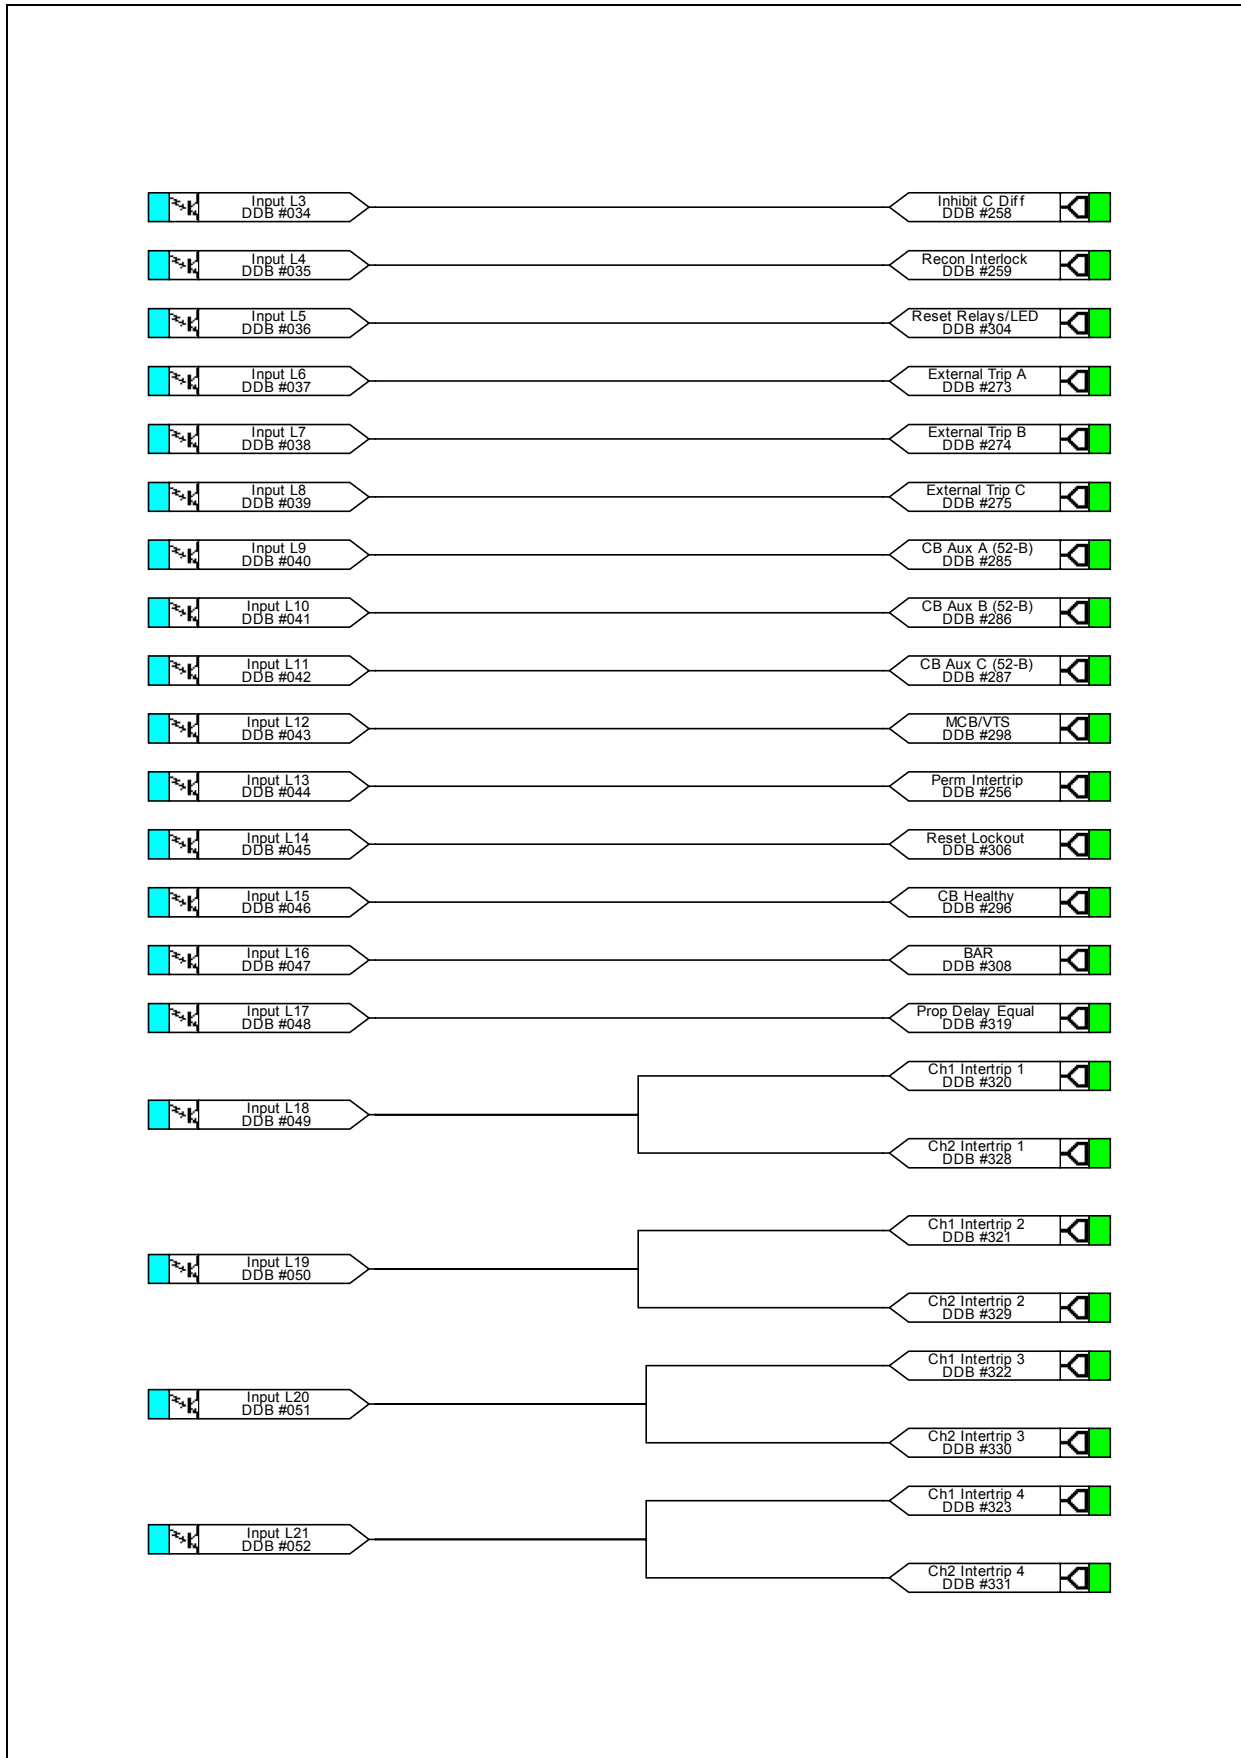 Input L3
DDB #034
Inhibit C Diff
DDB #258
Input L4
DDB #035
Recon Interlock
DDB #259
Input L5
DDB #036
Reset Relays/LED
DDB #304
Input L6
DDB #037
External Trip A
DDB #273
Input L7
DDB #038
External Trip B
DDB #274
Input L8
DDB #039
External Trip C
DDB #275
Input L9
DDB #040
CB Aux A (52-B)
DDB #285
Input L10
DDB #041
CB Aux B (52-B)
DDB #286
Input L11
DDB #042
CB Aux C (52-B)
DDB #287
Input L12
DDB #043
MCB/VTS
DDB #298
Input L13
DDB #044
Perm Intertrip
DDB #256
Input L14
DDB #045
Reset Lockout
DDB #306
Input L15
DDB #046
CB Healthy
DDB #296
Input L16
DDB #047
BAR
DDB #308
Input L17
DDB #048
Prop Delay Equal
DDB #319
Ch1 Intertrip 1
DDB #320
Input L18
DDB #049
Ch2 Intertrip 1
DDB #328
Ch1 Intertrip 2
DDB #321
Input L19
DDB #050
Ch2 Intertrip 2
DDB #329
Ch1 Intertrip 3
DDB #322
Input L20
DDB #051
Ch2 Intertrip 3
DDB #330
Ch1 Intertrip 4
DDB #323
Input L21
DDB #052
Ch2 Intertrip 4
DDB #331